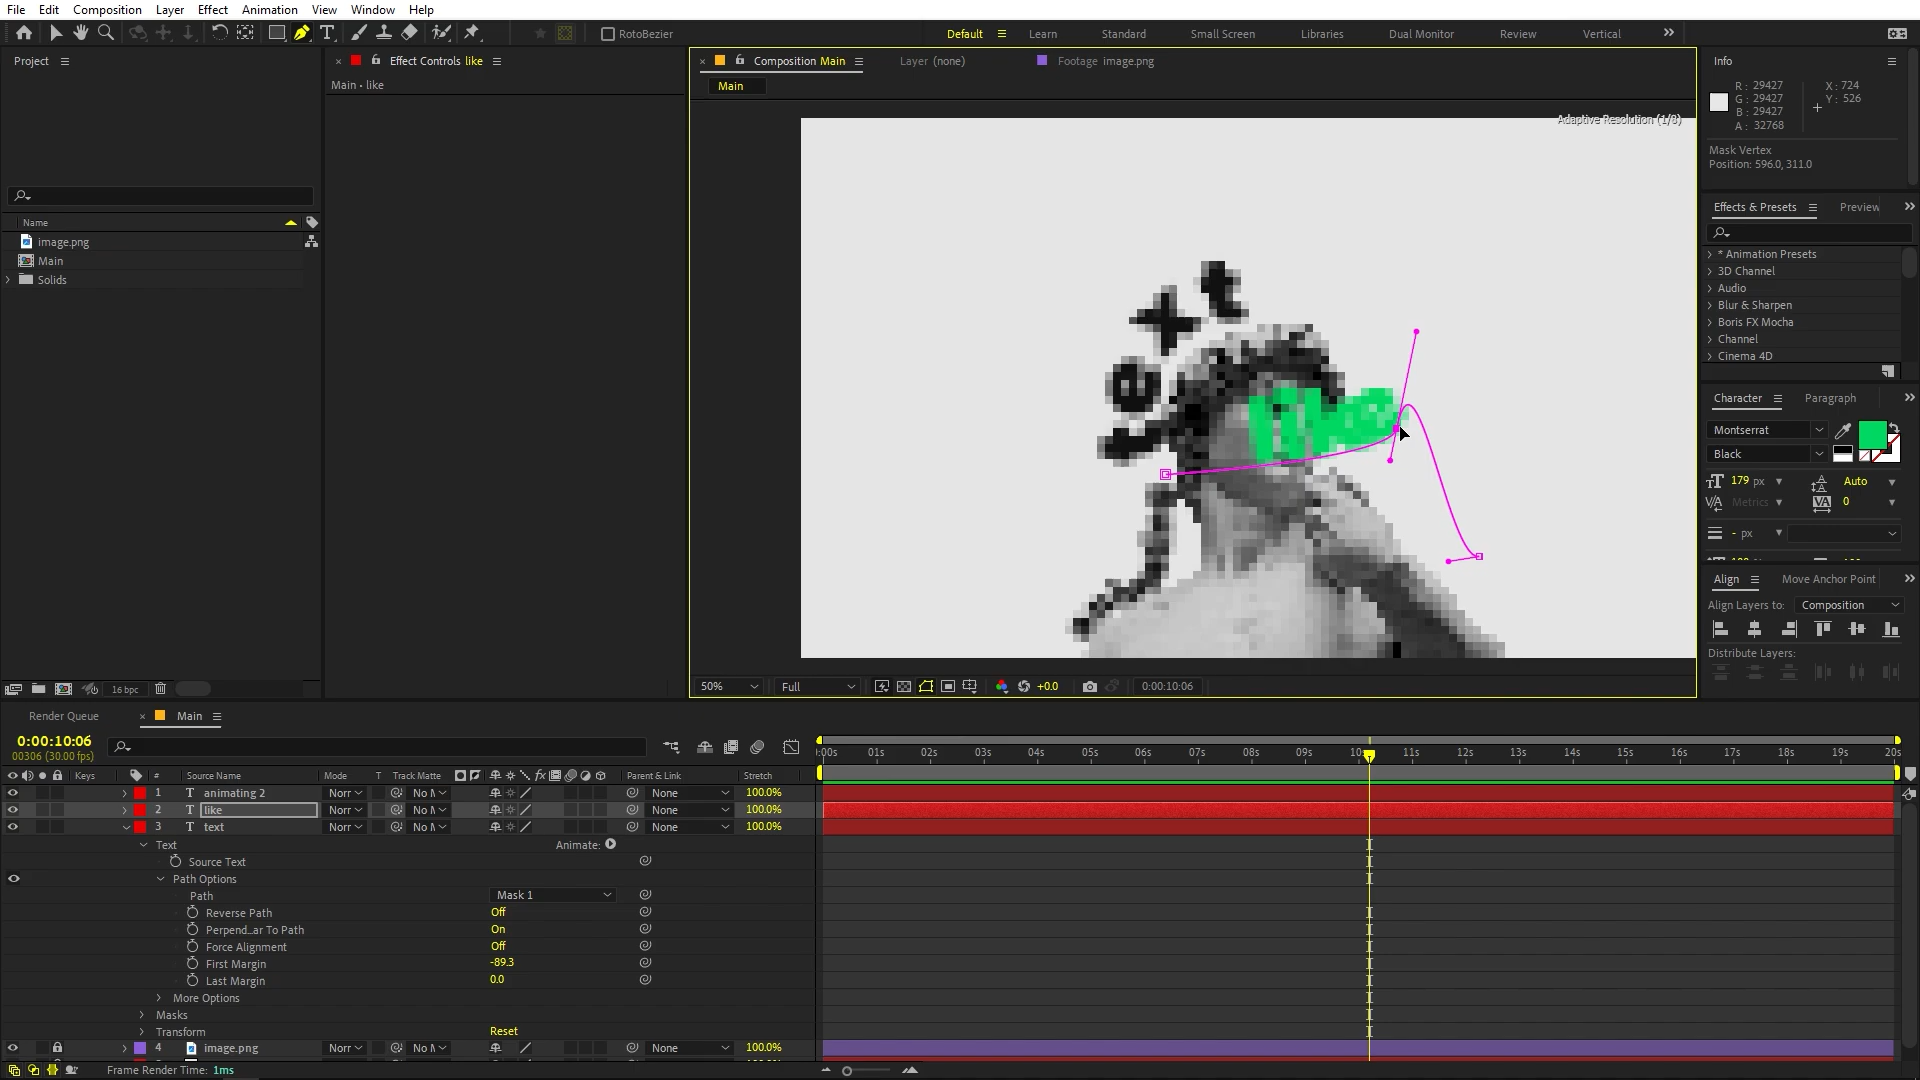 File Edit Composition Layer Effect Animation View Window Help
RotoBezier
Default Learn Standard Small Screen Libraries Dual Monitor Review Vertical
Project
Effect Controls like
Main • like
Composition Main
Layer (none)
Footage image.png
Main
Adaptive Resolution (1/8)
Info
R: 29427
G: 29427
B: 29427
A: 32768
X: 724
Y: 526
Mask Vertex
Position: 596.0, 311.0
Name
image.png
Main
Solids
text
like
Effects & Presets
Preview
* Animation Presets
3D Channel
Audio
Blur & Sharpen
Boris FX Mocha
Channel
Cinema 4D
Character
Paragraph
Montserrat
Black
179 px
Auto
Metrics
0
- px
Align
Move Anchor Point
Align Layers to: Composition
Distribute Layers:
16 bpc
50%
Full
+0.0
0:00:10:06
Render Queue
Main
0:00:10:06
00306 (30.00 fps)
:00s 01s 02s 03s 04s 05s 06s 07s 08s 09s 10s 11s 12s 13s 14s 15s 16s 17s 18s 19s 20s
Keys # Source Name Mode T Track Matte Parent & Link Stretch
1 T animating 2 Norr No M None 100.0%
2 T like Norr No M None 100.0%
3 T text Norr No M None 100.0%
Text Animate:
Source Text
Path Options
Path Mask 1
Reverse Path Off
Perpend...ar To Path On
Force Alignment Off
First Margin -89.3
Last Margin 0.0
More Options
Masks
Transform Reset
4 image.png Norr No M None 100.0%
Frame Render Time: 1ms